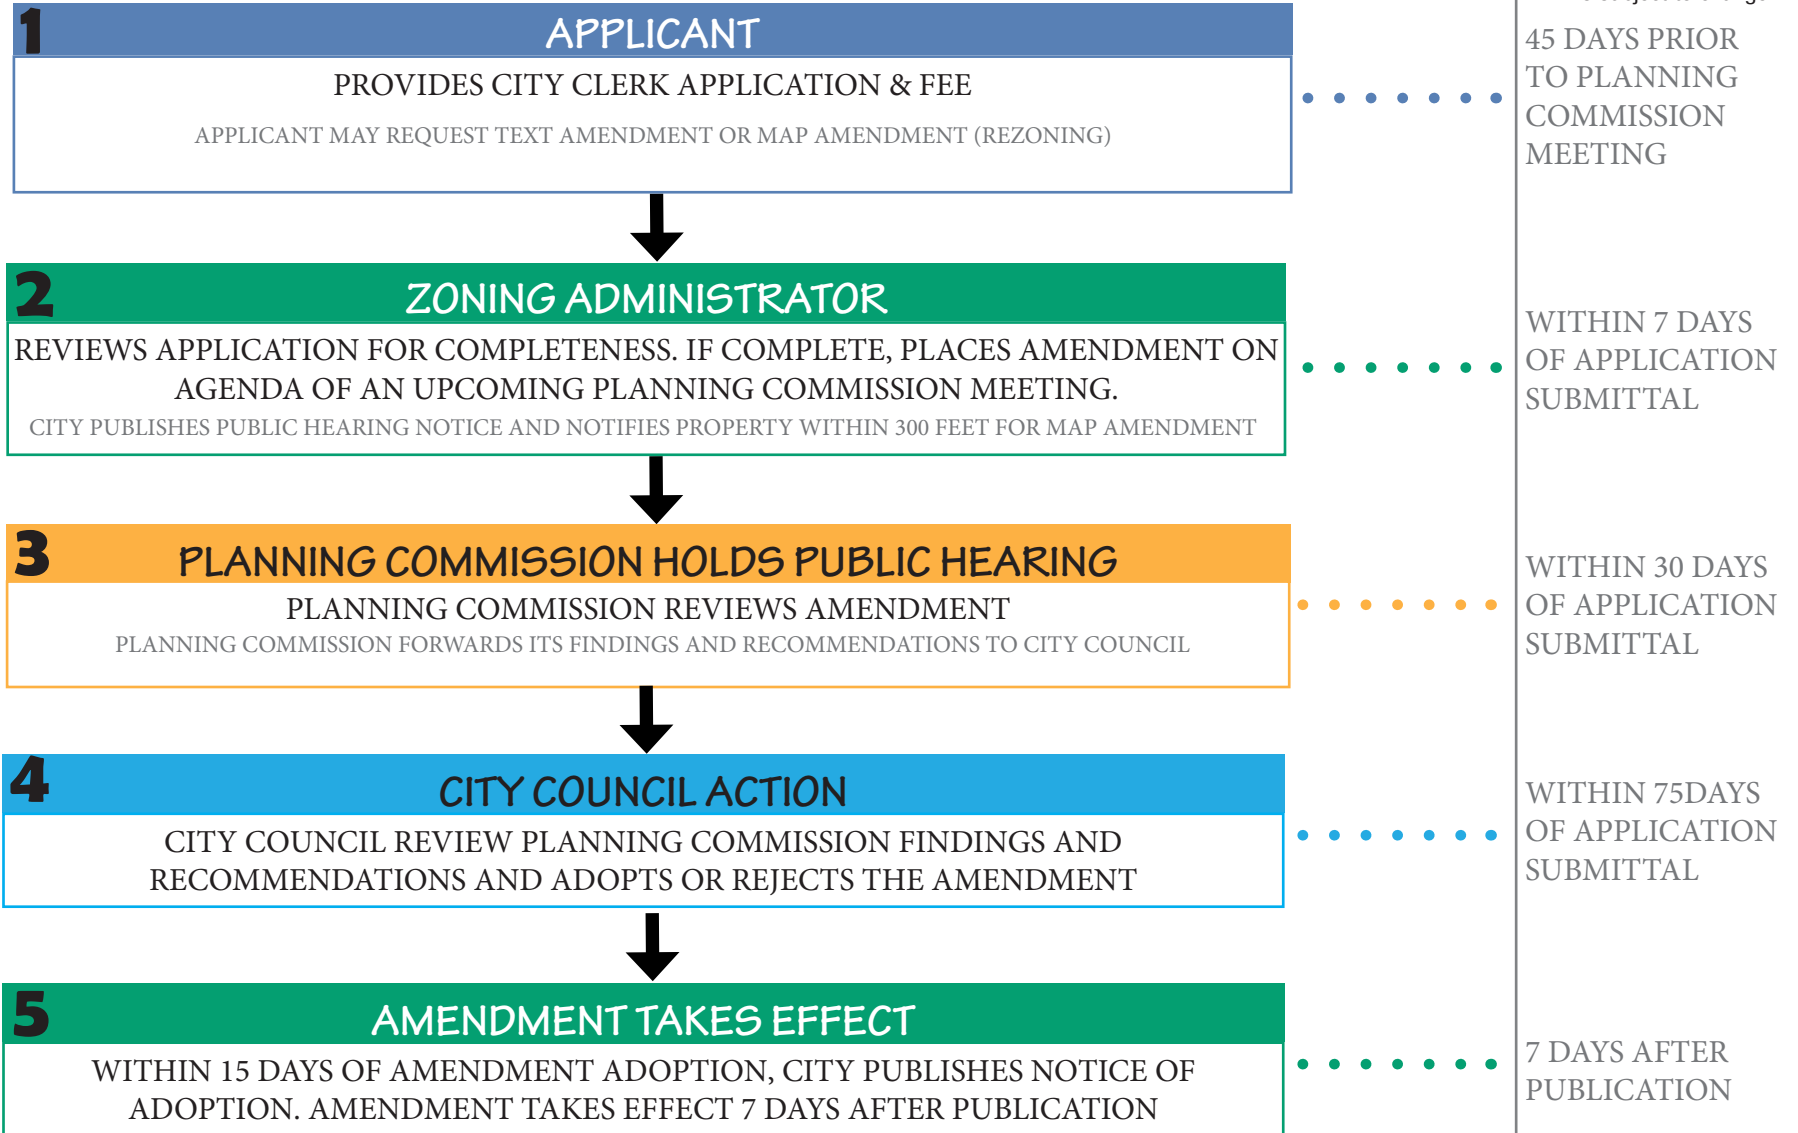 1
APPLICANT
PROVIDES CITY CLERK APPLICATION & FEE
APPLICANT MAY REQUEST TEXT AMENDMENT OR MAP AMENDMENT (REZONING)
45 DAYS PRIOR
TO PLANNING
COMMISSION
MEETING
2
ZONING ADMINISTRATOR
REVIEWS APPLICATION FOR COMPLETENESS. IF COMPLETE, PLACES AMENDMENT ON
AGENDA OF AN UPCOMING PLANNING COMMISSION MEETING.
CITY PUBLISHES PUBLIC HEARING NOTICE AND NOTIFIES PROPERTY WITHIN 300 FEET FOR MAP AMENDMENT
WITHIN 7 DAYS
OF APPLICATION
SUBMITTAL
3
PLANNING COMMISSION HOLDS PUBLIC HEARING
PLANNING COMMISSION REVIEWS AMENDMENT
PLANNING COMMISSION FORWARDS ITS FINDINGS AND RECOMMENDATIONS TO CITY COUNCIL
WITHIN 30 DAYS
OF APPLICATION
SUBMITTAL
4
CITY COUNCIL ACTION
CITY COUNCIL REVIEW PLANNING COMMISSION FINDINGS AND
RECOMMENDATIONS AND ADOPTS OR REJECTS THE AMENDMENT
WITHIN 75DAYS
OF APPLICATION
SUBMITTAL
5
AMENDMENT TAKES EFFECT
WITHIN 15 DAYS OF AMENDMENT ADOPTION, CITY PUBLISHES NOTICE OF
ADOPTION. AMENDMENT TAKES EFFECT 7 DAYS AFTER PUBLICATION
7 DAYS AFTER
PUBLICATION